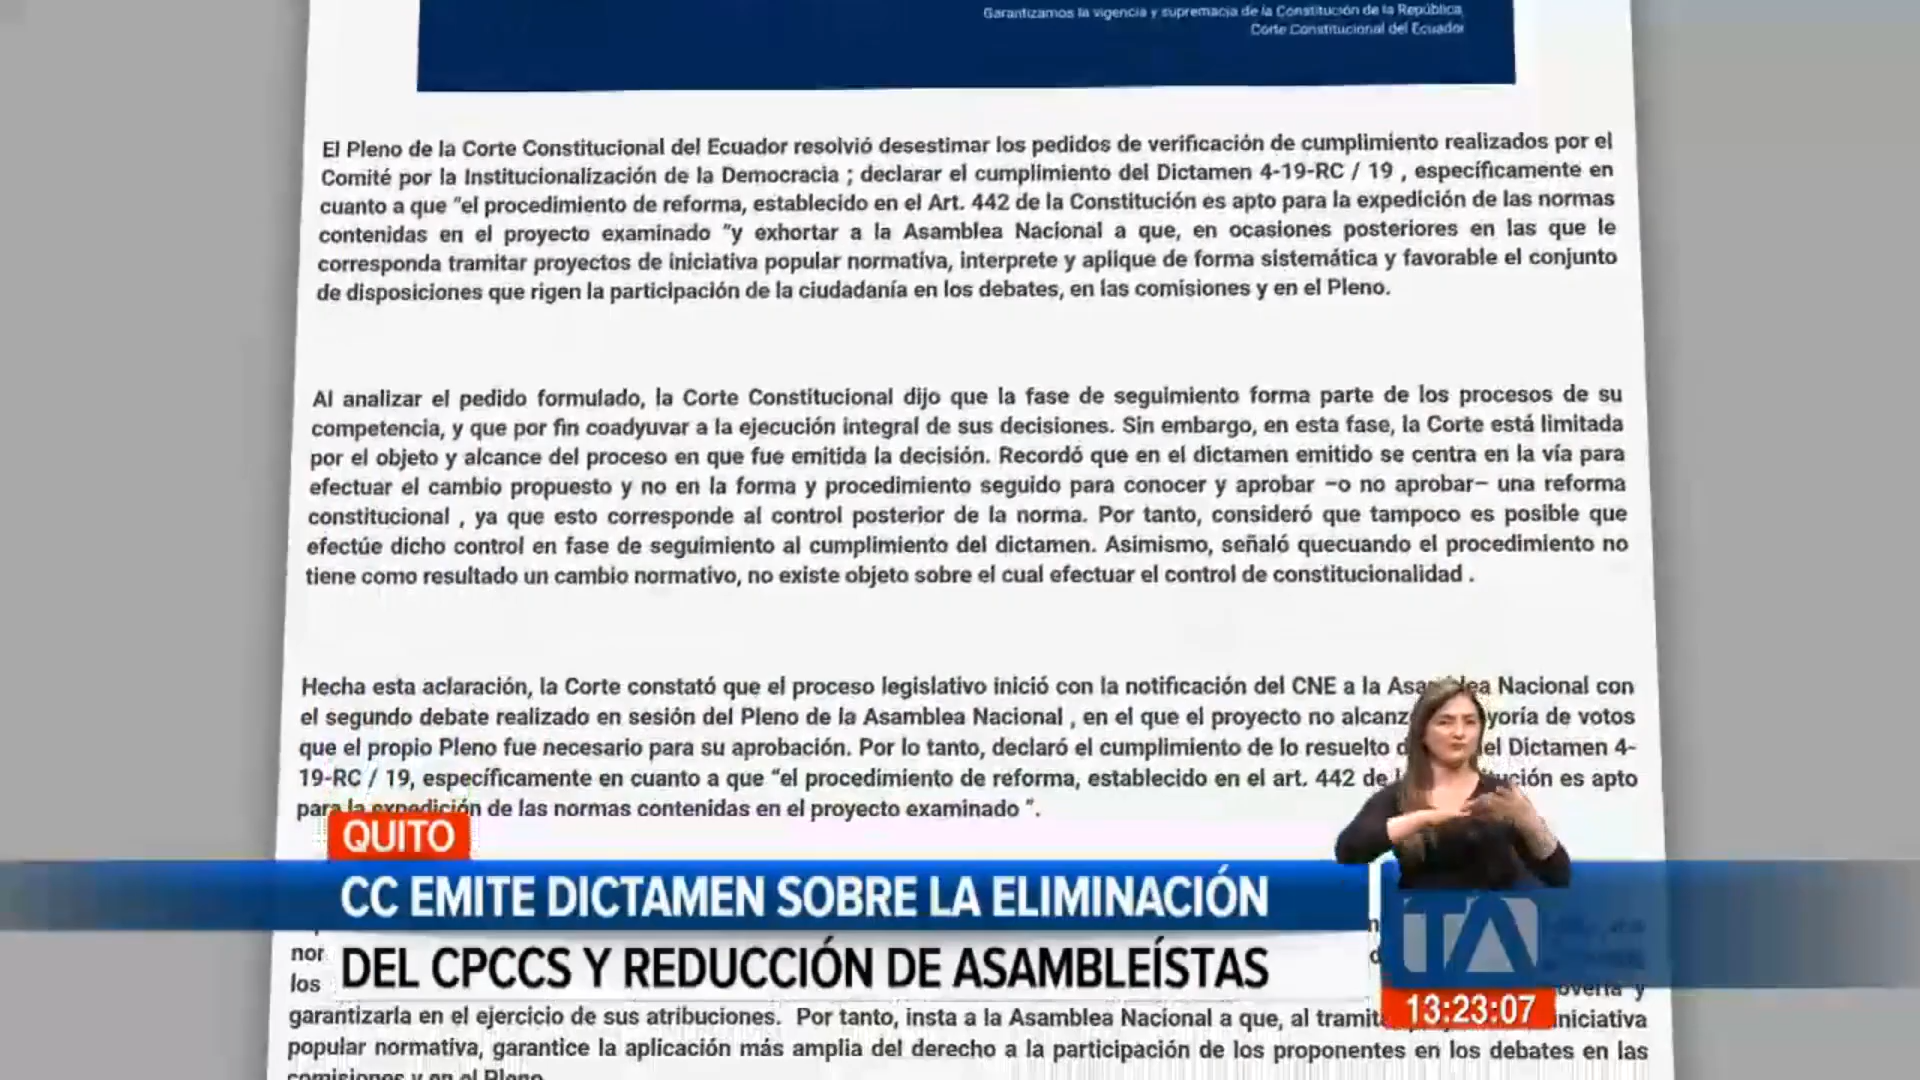 Garantizamos la vigencia y supremacía de la Constitución de la República
Corte Constitucional del Ecuador
El Pleno de la Corte Constitucional del Ecuador resolvió desestimar los pedidos de verificación de cumplimiento realizados por el
Comité por la Institucionalización de la Democracia ; declarar el cumplimiento del Dictamen 4-19-RC / 19 , específicamente en
cuanto a que "el procedimiento de reforma, establecido en el Art. 442 de la Constitución es apto para la expedición de las normas
contenidas en el proyecto examinado "y exhortar a la Asamblea Nacional a que, en ocasiones posteriores en las que le
corresponda tramitar proyectos de iniciativa popular normativa, interprete y aplique de forma sistemática y favorable el conjunto
de disposiciones que rigen la participación de la ciudadanía en los debates, en las comisiones y en el Pleno.
Al analizar el pedido formulado, la Corte Constitucional dijo que la fase de seguimiento forma parte de los procesos de su
competencia, y que por fin coadyuvar a la ejecución integral de sus decisiones. Sin embargo, en esta fase, la Corte está limitada
por el objeto y alcance del proceso en que fue emitida la decisión. Recordó que en el dictamen emitido se centra en la vía para
efectuar el cambio propuesto y no en la forma y procedimiento seguido para conocer y aprobar –o no aprobar– una reforma
constitucional , ya que esto corresponde al control posterior de la norma. Por tanto, consideró que tampoco es posible que
efectúe dicho control en fase de seguimiento al cumplimiento del dictamen. Asimismo, señaló quecuando el procedimiento no
tiene como resultado un cambio normativo, no existe objeto sobre el cual efectuar el control de constitucionalidad .
Hecha esta aclaración, la Corte constató que el proceso legislativo inició con la notificación del CNE a la Nacional con
el segundo debate realizado en sesión del Pleno de la Asamblea Nacional , en el que el proyecto no de votos
que el propio Pleno fue necesario para su aprobación. Por lo tanto, declaró el cumplimiento de lo resuelto el Dictamen 4-
19-RC / 19, específicamente en cuanto a que "el procedimiento de reforma, establecido en el art. 442 de es apto
para la expedición de las normas contenidas en el proyecto examinado ".
QUITO
CC EMITE DICTAMEN SOBRE LA ELIMINACIÓN
DEL CPCCS Y REDUCCIÓN DE ASAMBLEÍSTAS
TA
13:23:07
los
garantizarla en el ejercicio de sus atribuciones. Por tanto, insta a la Asamblea Nacional a que, al iniciativa
popular normativa, garantice la aplicación más amplia del derecho a la participación de los proponentes en los debates en las
comisiones y en el Pleno